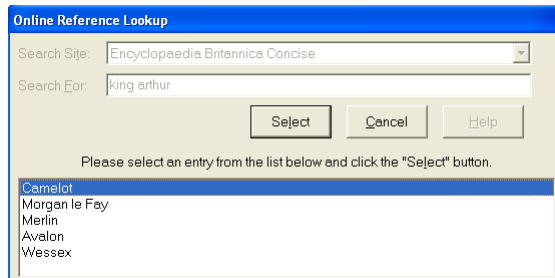 Online Reference Lookup
Search Site: Encyclopaedia Britannica Concise
Search For: king arthur
Select Cancel Help
Please select an entry from the list below and click the "Select" button.
Camelot
Morgan le Fay
Merlin
Avalon
Wessex